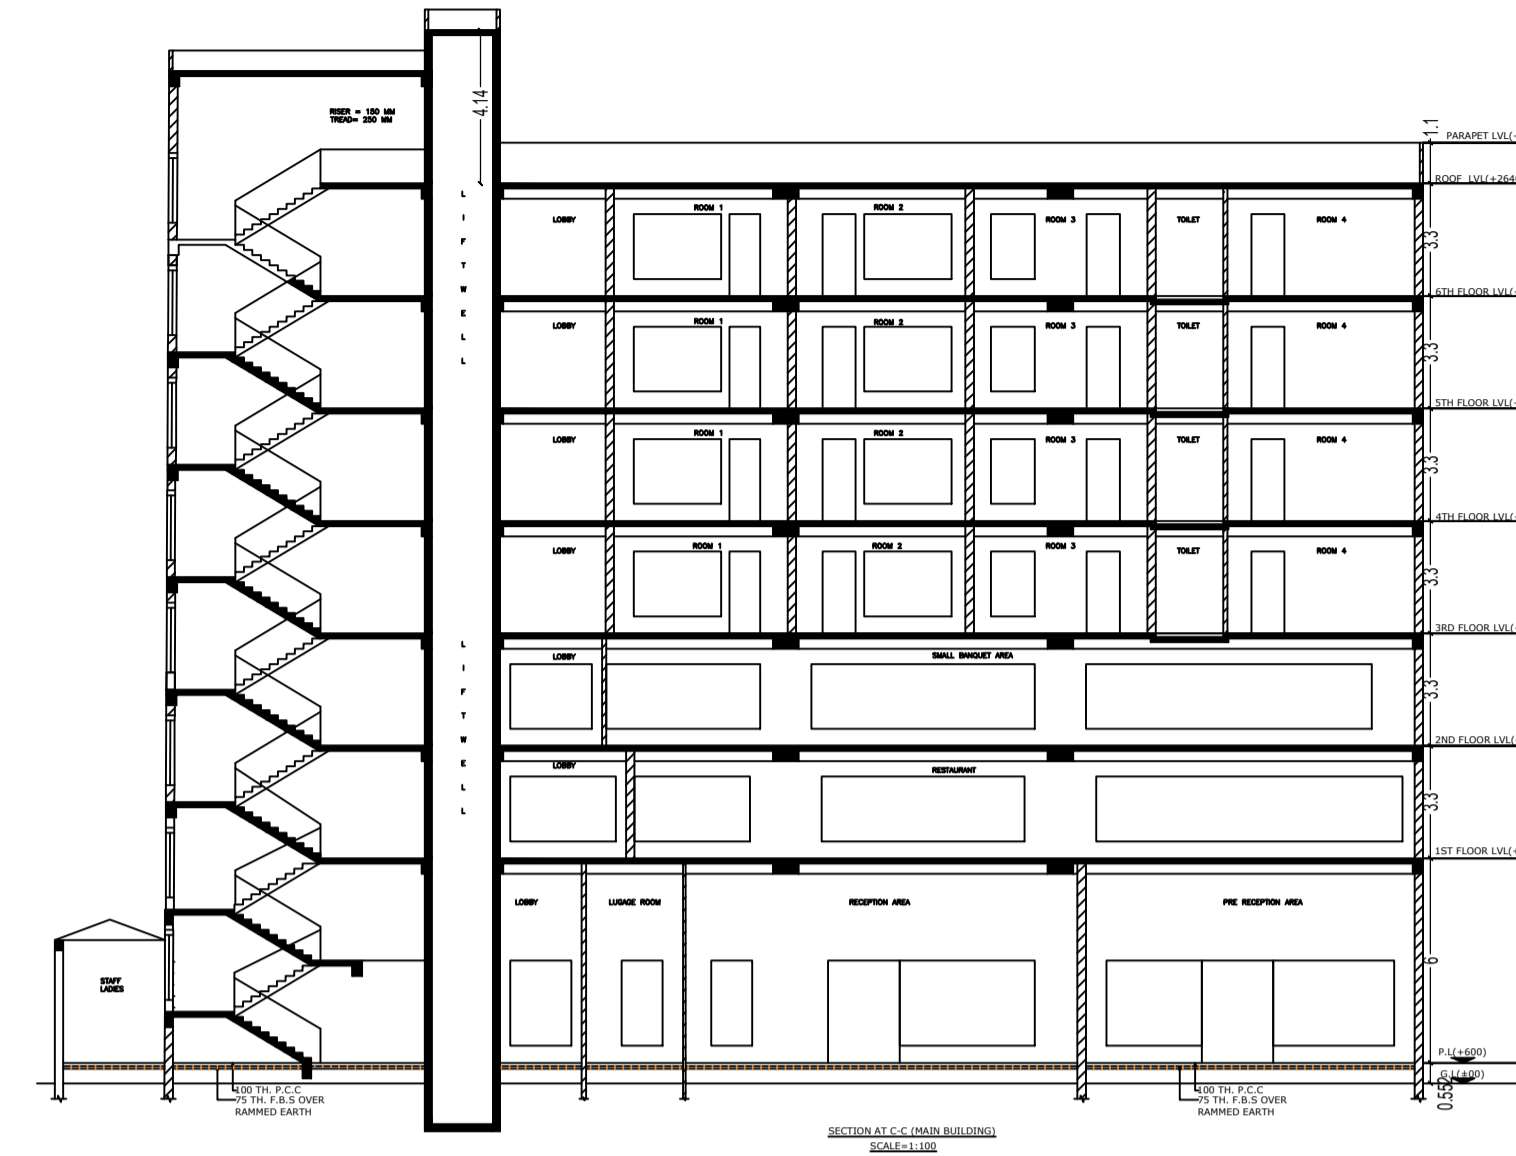 4.14
RISER = 150 MM
TREAD= 250 MM
1.1
PARAPET LVL(+
ROOF LVL(+264
LIFT WELL
LOBBY
ROOM 1
ROOM 2
ROOM 3
TOILET
ROOM 4
3.3
6TH FLOOR LVL(+
LOBBY
ROOM 1
ROOM 2
ROOM 3
TOILET
ROOM 4
3.3
5TH FLOOR LVL(+
LOBBY
ROOM 1
ROOM 2
ROOM 3
TOILET
ROOM 4
3.3
4TH FLOOR LVL(+
LOBBY
ROOM 1
ROOM 2
ROOM 3
TOILET
ROOM 4
3.3
3RD FLOOR LVL(+
LIFT WELL
LOBBY
SMALL BANQUET AREA
3.3
2ND FLOOR LVL(+
LOBBY
RESTAURANT
3.3
1ST FLOOR LVL(+
LOBBY
LUGAGE ROOM
RECEPTION AREA
PRE RECEPTION AREA
6
STAFF
LADIES
P.L(+600)
G.L(±00)
0.552
100 TH. P.C.C
75 TH. F.B.S OVER
RAMMED EARTH
100 TH. P.C.C
75 TH. F.B.S OVER
RAMMED EARTH
SECTION AT C-C (MAIN BUILDING)
SCALE=1:100